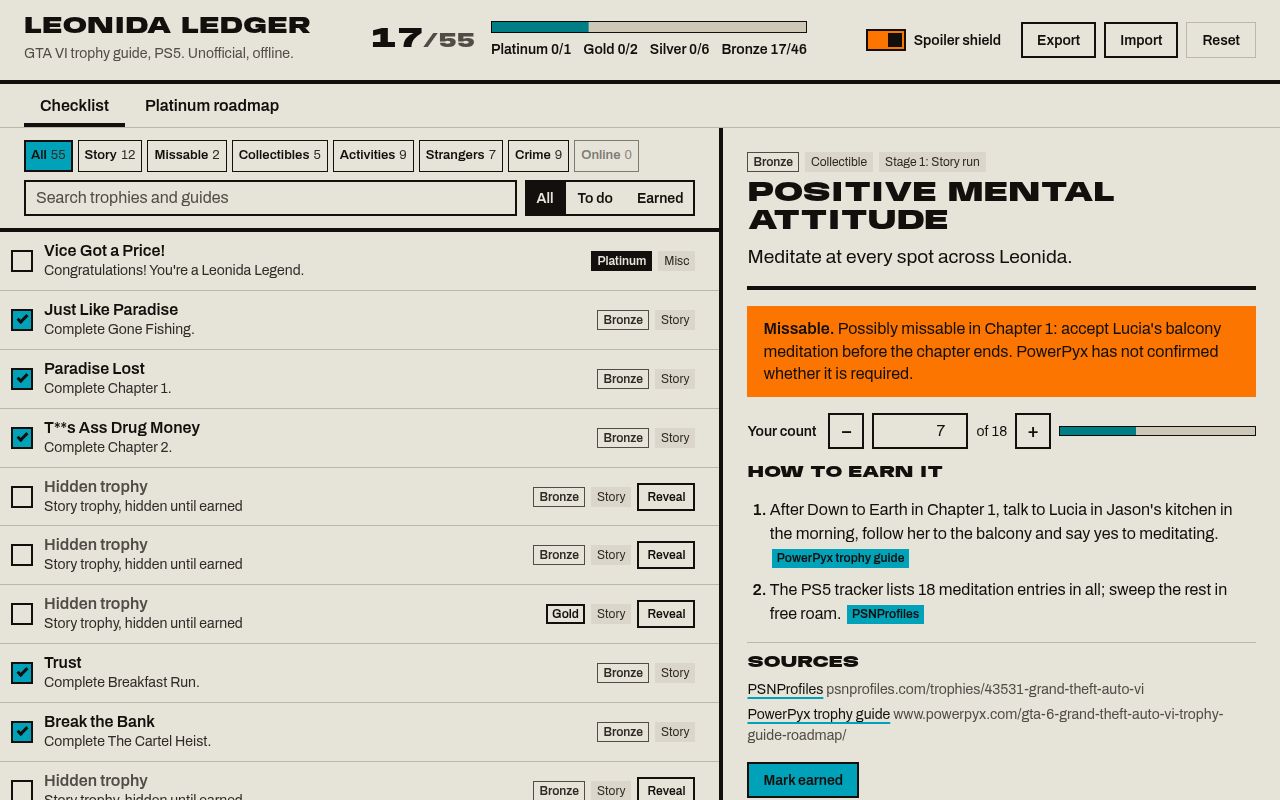 LEONIDA LEDGER
GTA VI trophy guide, PS5. Unofficial, offline.
17/55
Platinum 0/1 Gold 0/2 Silver 0/6 Bronze 17/46
Spoiler shield
Export
Import
Reset
Checklist
Platinum roadmap
All 55
Story 12
Missable 2
Collectibles 5
Activities 9
Strangers 7
Crime 9
Online 0
Search trophies and guides
All
To do
Earned
Vice Got a Price!
Congratulations! You're a Leonida Legend.
Platinum
Misc
Just Like Paradise
Complete Gone Fishing.
Bronze
Story
Paradise Lost
Complete Chapter 1.
Bronze
Story
T**s Ass Drug Money
Complete Chapter 2.
Bronze
Story
Hidden trophy
Story trophy, hidden until earned
Bronze
Story
Reveal
Hidden trophy
Story trophy, hidden until earned
Bronze
Story
Reveal
Hidden trophy
Story trophy, hidden until earned
Gold
Story
Reveal
Trust
Complete Breakfast Run.
Bronze
Story
Break the Bank
Complete The Cartel Heist.
Bronze
Story
Hidden trophy
Story trophy, hidden until earned
Bronze
Story
Reveal
Bronze
Collectible
Stage 1: Story run
POSITIVE MENTAL
ATTITUDE
Meditate at every spot across Leonida.
Missable. Possibly missable in Chapter 1: accept Lucia's balcony
meditation before the chapter ends. PowerPyx has not confirmed
whether it is required.
Your count
−
7
of 18
+
HOW TO EARN IT
1. After Down to Earth in Chapter 1, talk to Lucia in Jason's kitchen in
the morning, follow her to the balcony and say yes to meditating.
PowerPyx trophy guide
2. The PS5 tracker lists 18 meditation entries in all; sweep the rest in
free roam. PSNProfiles
SOURCES
PSNProfiles psnprofiles.com/trophies/43531-grand-theft-auto-vi
PowerPyx trophy guide www.powerpyx.com/gta-6-grand-theft-auto-vi-trophy-
guide-roadmap/
Mark earned